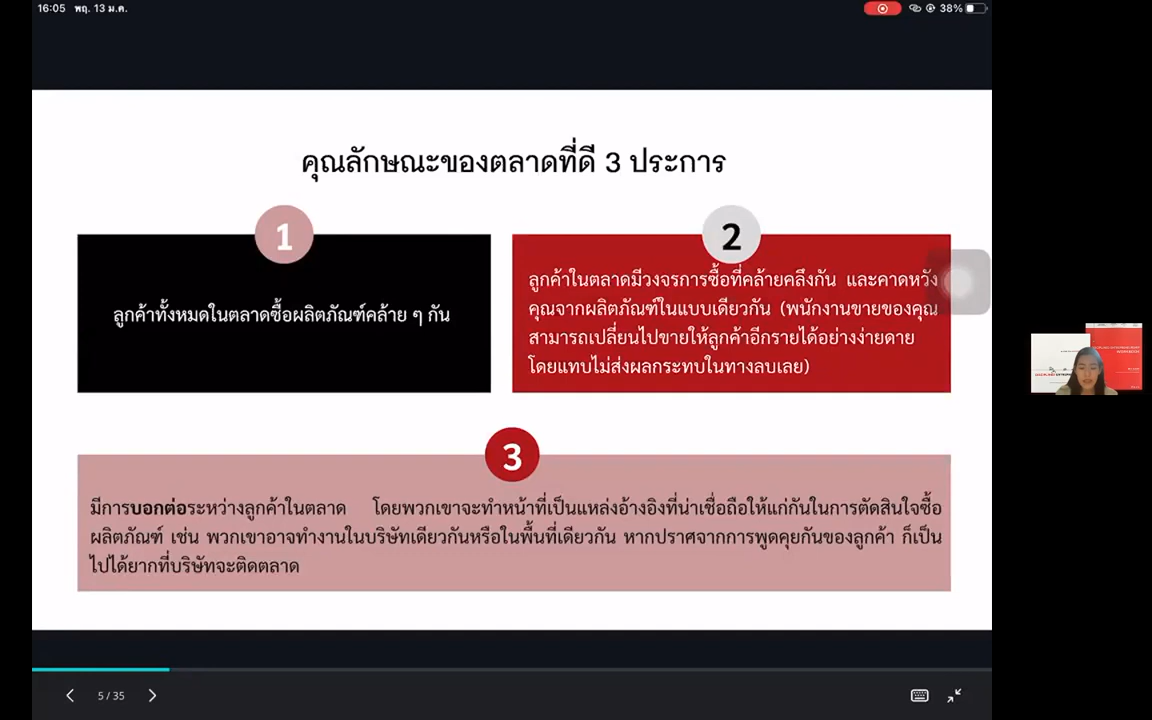 16:05 พฤ. 13 ม.ค.
38%
คุณลักษณะของตลาดที่ดี 3 ประการ
1
ลูกค้าทั้งหมดในตลาดซื้อผลิตภัณฑ์คล้าย ๆ กัน
2
ลูกค้าในตลาดมีวงจรการซื้อที่คล้ายคลึงกัน และคาดหวัง
คุณจากผลิตภัณฑ์ในแบบเดียวกัน (พนักงานขายของคุณ
สามารถเปลี่ยนไปขายให้ลูกค้าอีกรายได้อย่างง่ายดาย
โดยแทบไม่ส่งผลกระทบในทางลบเลย)
3
มีการบอกต่อระหว่างลูกค้าในตลาด โดยพวกเขาจะทำหน้าที่เป็นแหล่งอ้างอิงที่น่าเชื่อถือให้แก่กันในการตัดสินใจซื้อ
ผลิตภัณฑ์ เช่น พวกเขาอาจทำงานในบริษัทเดียวกันหรือในพื้นที่เดียวกัน หากปราศจากการพูดคุยกันของลูกค้า ก็เป็น
ไปได้ยากที่บริษัทจะติดตลาด
5 / 35